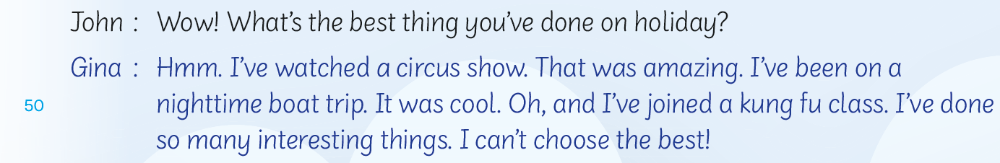 John : Wow! What's the best thing you've done on holiday?
Gina : Hmm. I've watched a circus show. That was amazing. I've been on a
50 nighttime boat trip. It was cool. Oh, and I've joined a kung fu class. I've done
so many interesting things. I can't choose the best!